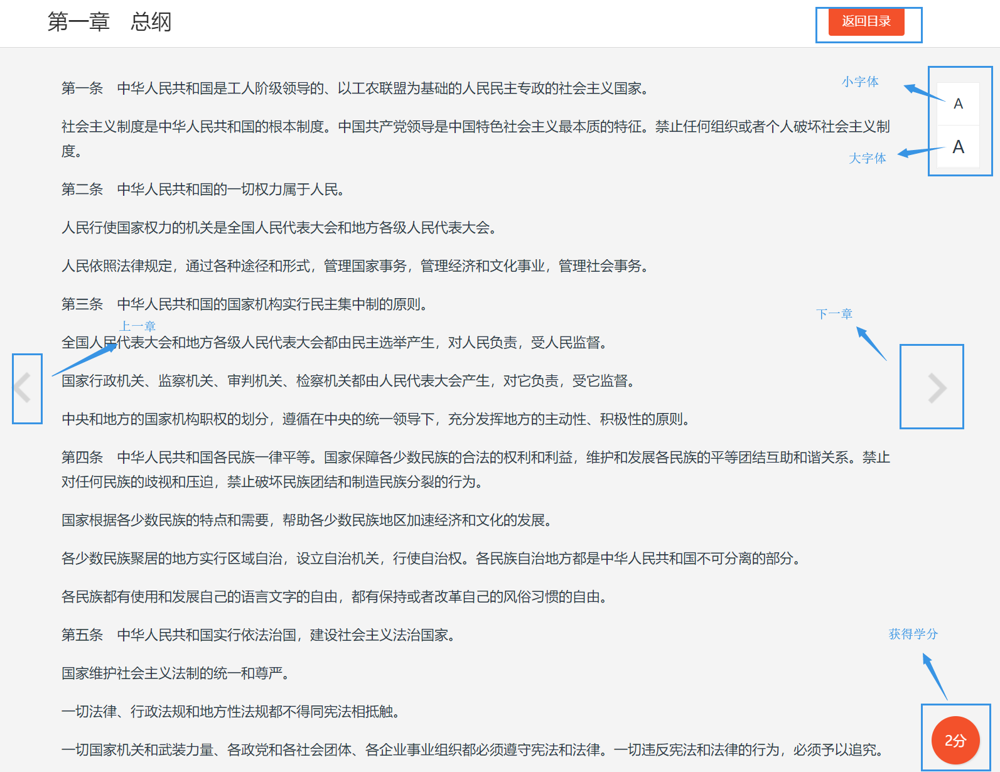 第一章　总纲
返回目录
第一条　中华人民共和国是工人阶级领导的、以工农联盟为基础的人民民主专政的社会主义国家。
小字体
A
社会主义制度是中华人民共和国的根本制度。中国共产党领导是中国特色社会主义最本质的特征。禁止任何组织或者个人破坏社会主义制
度。
大字体
A
第二条　中华人民共和国的一切权力属于人民。
人民行使国家权力的机关是全国人民代表大会和地方各级人民代表大会。
人民依照法律规定，通过各种途径和形式，管理国家事务，管理经济和文化事业，管理社会事务。
第三条　中华人民共和国的国家机构实行民主集中制的原则。
上一章
下一章
全国人民代表大会和地方各级人民代表大会都由民主选举产生，对人民负责，受人民监督。
国家行政机关、监察机关、审判机关、检察机关都由人民代表大会产生，对它负责，受它监督。
中央和地方的国家机构职权的划分，遵循在中央的统一领导下，充分发挥地方的主动性、积极性的原则。
第四条　中华人民共和国各民族一律平等。国家保障各少数民族的合法的权利和利益，维护和发展各民族的平等团结互助和谐关系。禁止
对任何民族的歧视和压迫，禁止破坏民族团结和制造民族分裂的行为。
国家根据各少数民族的特点和需要，帮助各少数民族地区加速经济和文化的发展。
各少数民族聚居的地方实行区域自治，设立自治机关，行使自治权。各民族自治地方都是中华人民共和国不可分离的部分。
各民族都有使用和发展自己的语言文字的自由，都有保持或者改革自己的风俗习惯的自由。
第五条　中华人民共和国实行依法治国，建设社会主义法治国家。
获得学分
国家维护社会主义法制的统一和尊严。
一切法律、行政法规和地方性法规都不得同宪法相抵触。
一切国家机关和武装力量、各政党和各社会团体、各企业事业组织都必须遵守宪法和法律。一切违反宪法和法律的行为，必须予以追究。
2分